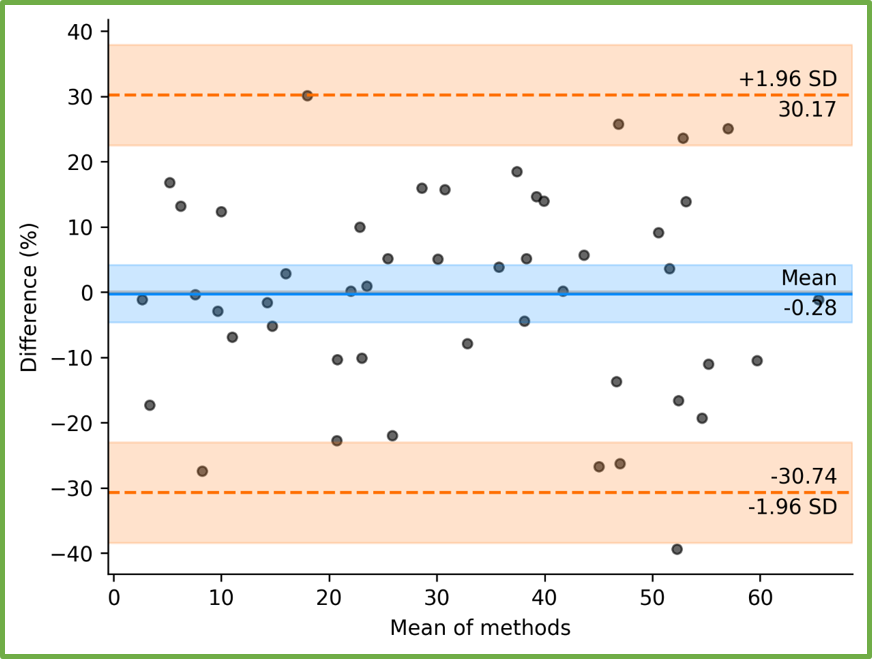 40
30
20
10
0
−10
−20
−30
−40
Difference (%)
+1.96 SD
30.17
Mean
-0.28
-30.74
-1.96 SD
0 10 20 30 40 50 60
Mean of methods